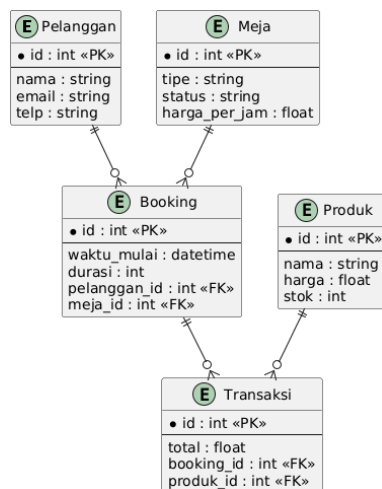 E Pelanggan
* id : int «PK»
nama : string
email : string
telp : string
E Meja
* id : int «PK»
tipe : string
status : string
harga_per_jam : float
E Booking
* id : int «PK»
waktu_mulai : datetime
durasi : int
pelanggan_id : int «FK»
meja_id : int «FK»
E Produk
* id : int «PK»
nama : string
harga : float
stok : int
E Transaksi
* id : int «PK»
total : float
booking_id : int «FK»
produk_id : int «FK»